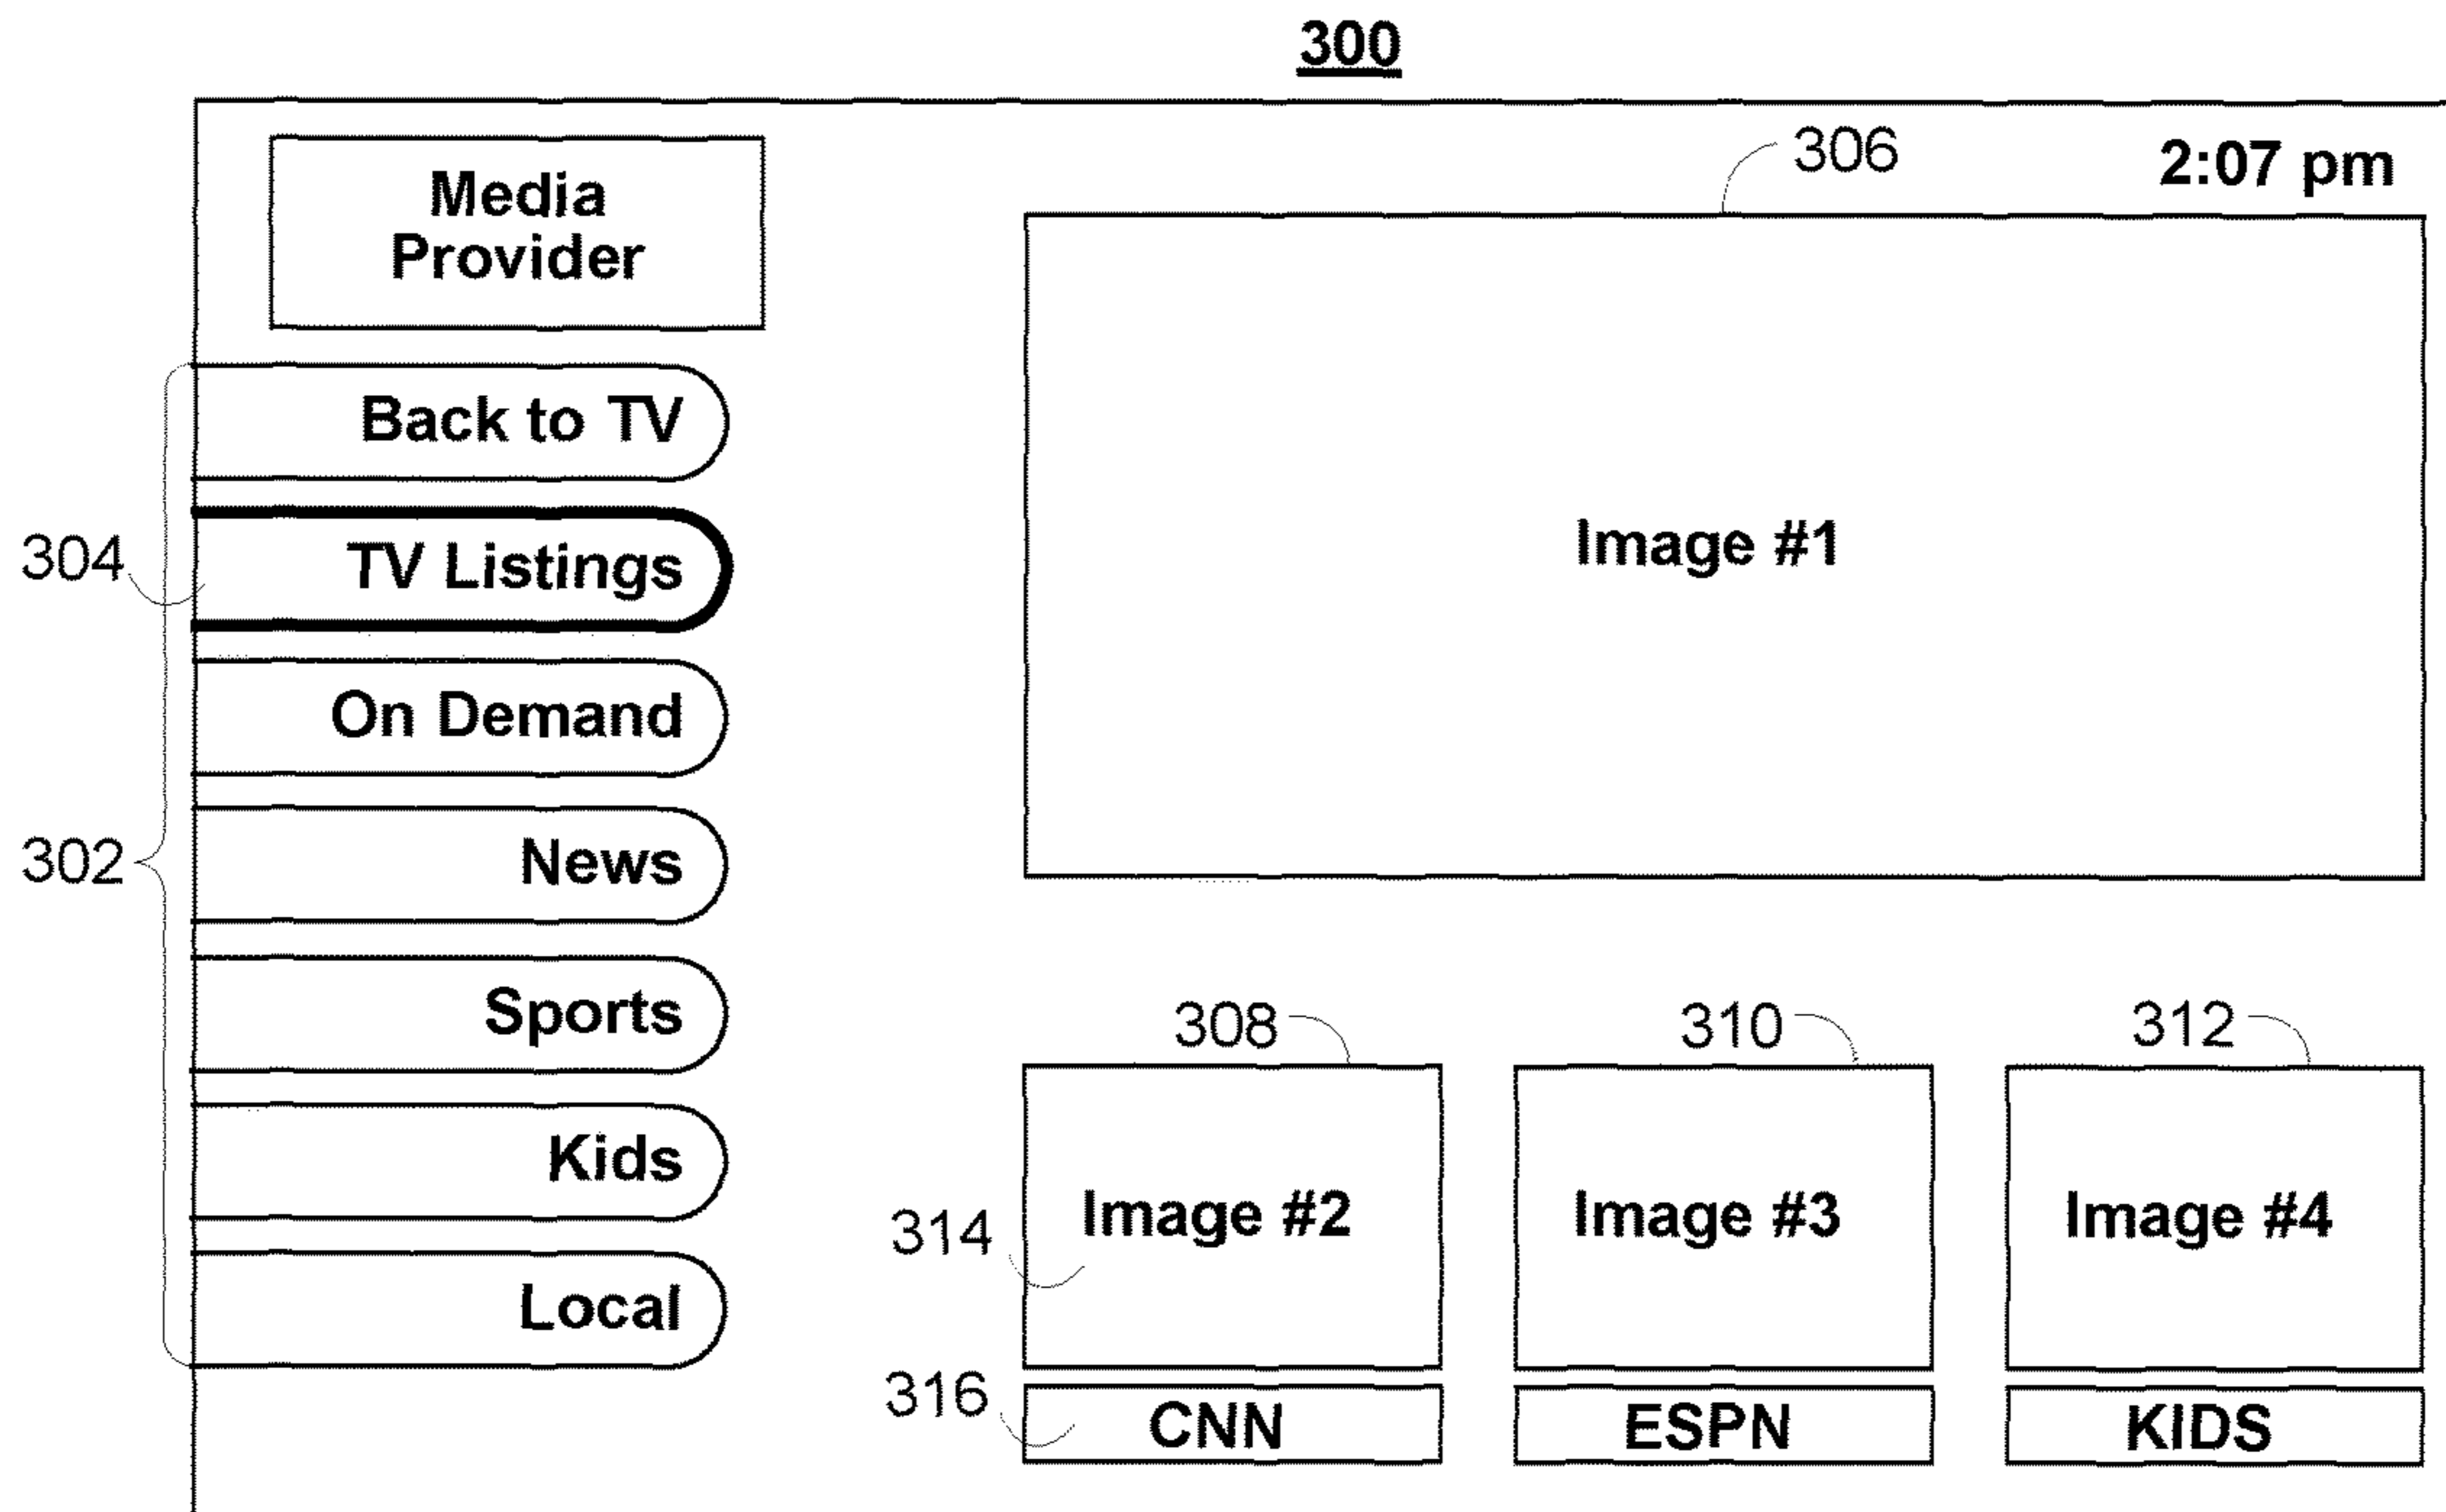 300
306
2:07 pm
Media
Provider
Back to TV
304
TV Listings
Image #1
On Demand
302
News
Sports
308
310
312
Kids
314
Image #2
Image #3
Image #4
Local
316
CNN
ESPN
KIDS